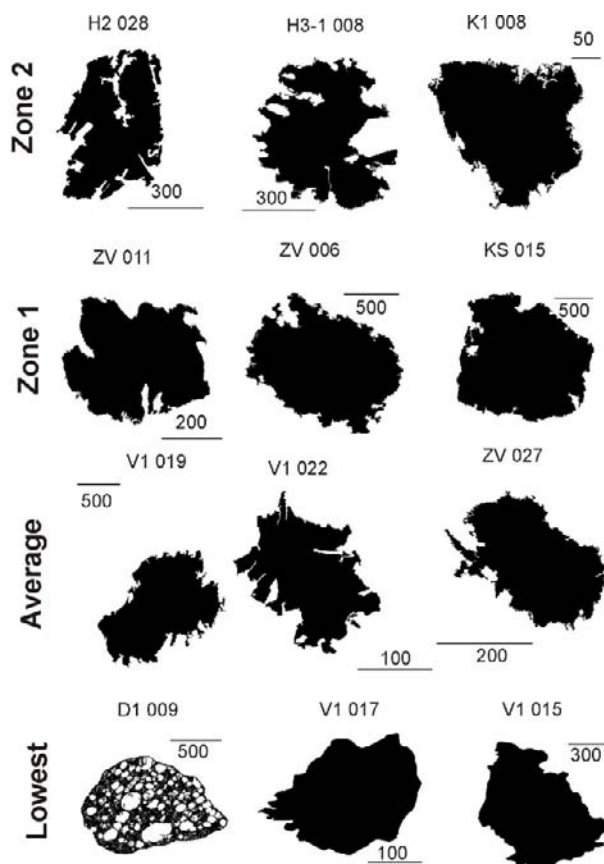 H2 028
H3-1 008
K1 008
50
Zone 2
300
300
ZV 011
ZV 006
KS 015
500
500
Zone 1
200
V1 019
V1 022
ZV 027
500
Average
100
200
D1 009
V1 017
V1 015
500
300
Lowest
100